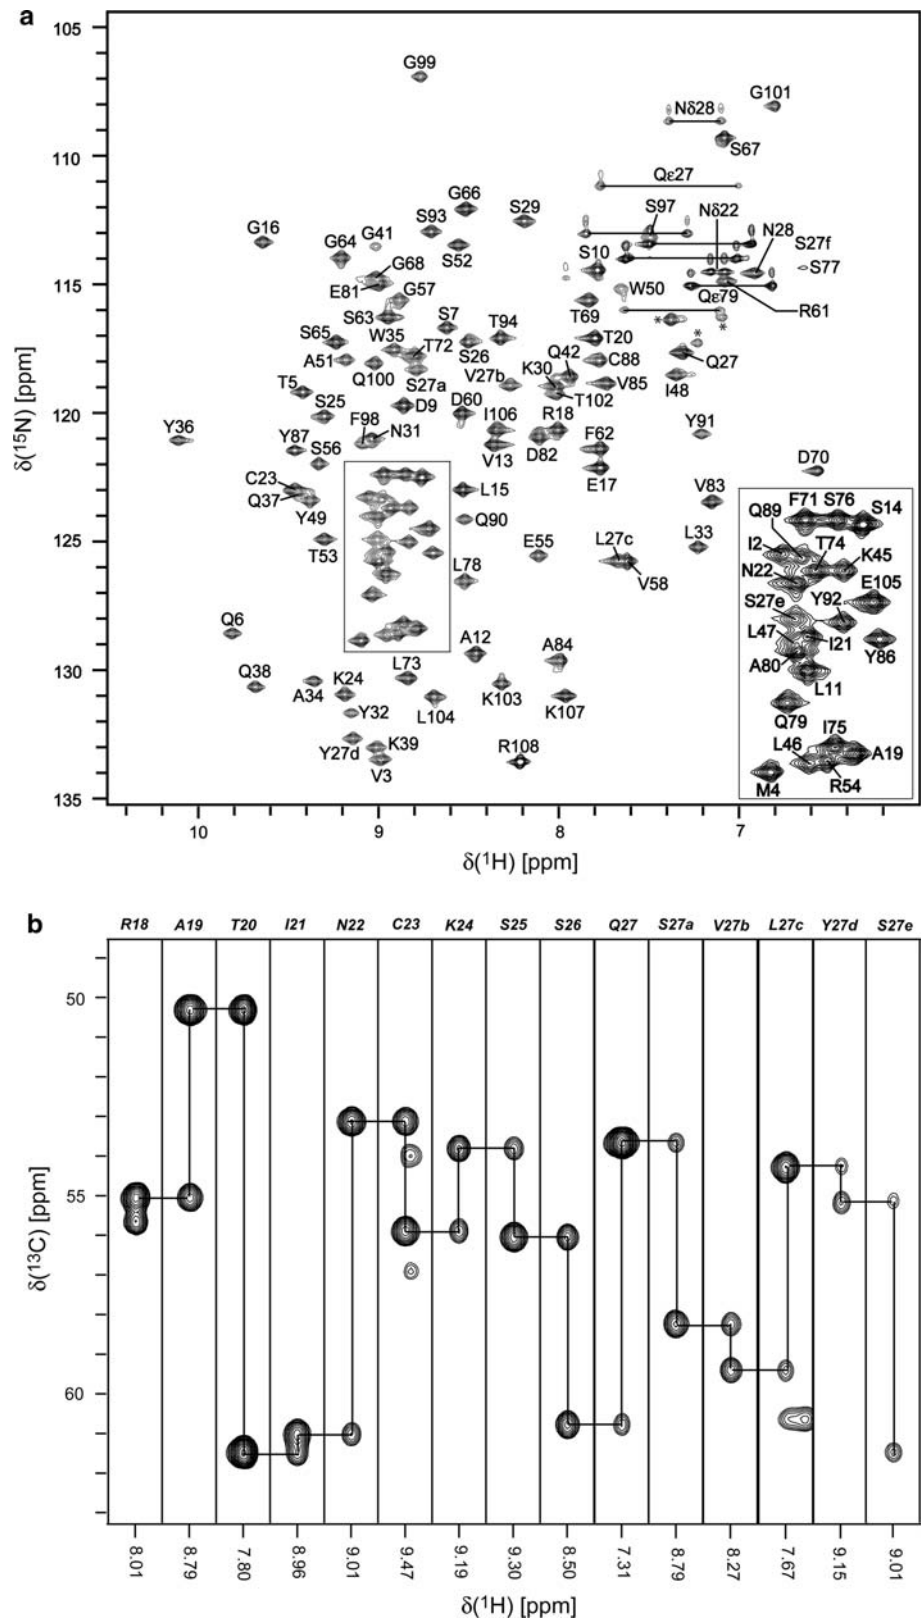 a
105
110
115
120
125
130
135
δ(¹⁵N) [ppm]
10
9
8
7
δ(¹H) [ppm]
G99
G101
Nδ28
S67
Qε27
G66
S29
S97
Nδ22
N28
S27f
G16
G41
S93
G64
G68
S52
S10
S77
E81
G57
W50
Qε79
R61
S63
S7
T94
T69
*
*
*
S65
W35
T72
S26
T20
Q42
C88
Q27
A51
Q100
S27a
V27b
K30
V85
I48
T5
D9
D60
T102
S25
F98
N31
I106
R18
Y91
Y36
Y87
V13
D82
F62
S56
E17
D70
C23
Q37
Y49
L15
V83
Q90
T53
E55
L27c
V58
L33
L78
Q6
A12
A84
Q38
A34
K24
L73
Y32
L104
K103
K107
Y27d
K39
V3
R108
F71
S76
S14
Q89
I2
T74
K45
N22
E105
S27e
Y92
L47
I21
Y86
A80
L11
Q79
I75
L46
A19
M4
R54
b
R18 A19 T20 I21 N22 C23 K24 S25 S26 Q27 S27a V27b L27c Y27d S27e
50
55
60
δ(¹³C) [ppm]
8.01 8.79 7.80 8.96 9.01 9.47 9.19 9.30 8.50 7.31 8.79 8.27 7.67 9.15 9.01
δ(¹H) [ppm]